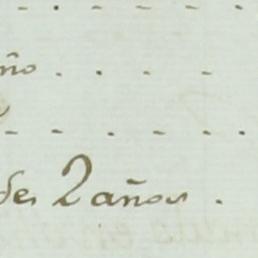 ño . . - -
- - - - -
de 2 años .